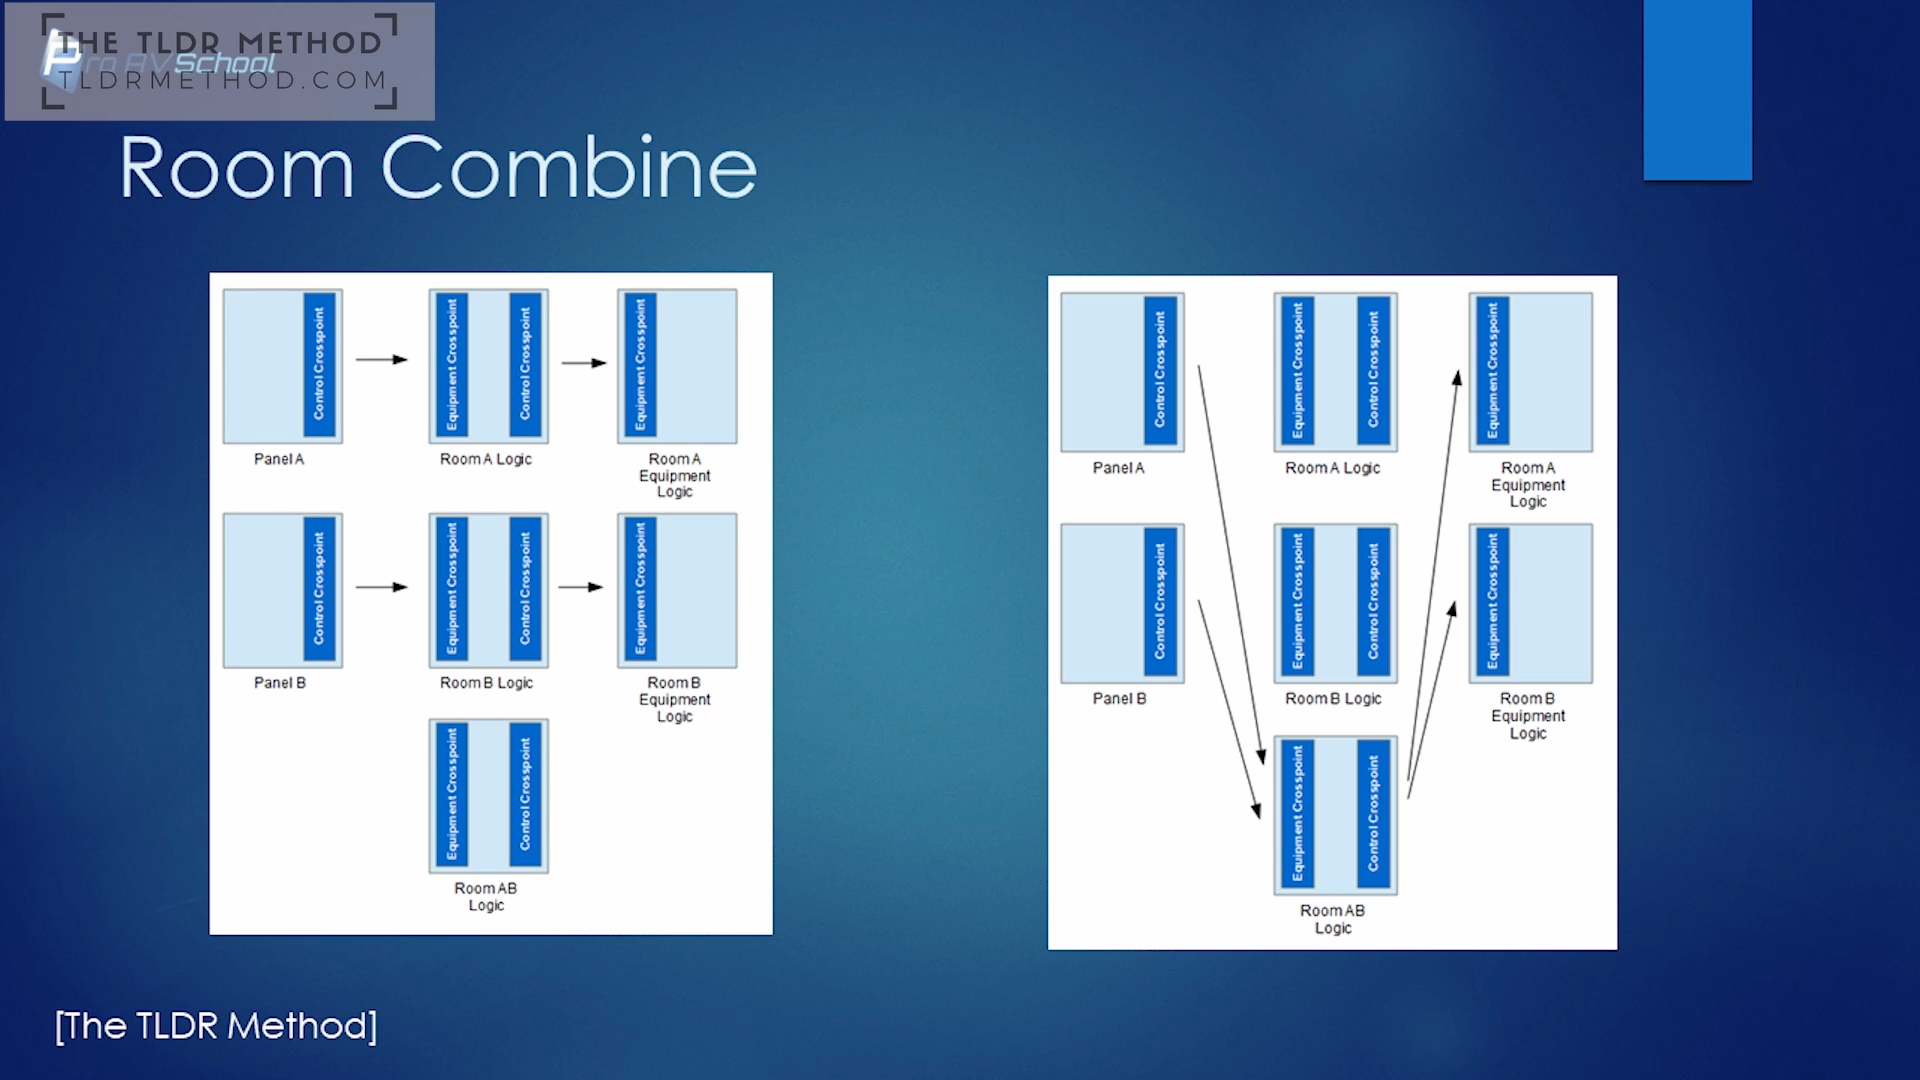 THE TLDR METHOD
Pro AV School
TLDRMETHOD.COM
Room Combine
Control Crosspoint
Equipment Crosspoint
Control Crosspoint
Equipment Crosspoint
Panel A
Room A Logic
Room A
Equipment
Logic
Control Crosspoint
Equipment Crosspoint
Control Crosspoint
Equipment Crosspoint
Panel B
Room B Logic
Room B
Equipment
Logic
Equipment Crosspoint
Control Crosspoint
Room AB
Logic
Control Crosspoint
Equipment Crosspoint
Control Crosspoint
Equipment Crosspoint
Panel A
Room A Logic
Room A
Equipment
Logic
Control Crosspoint
Equipment Crosspoint
Control Crosspoint
Equipment Crosspoint
Panel B
Room B Logic
Room B
Equipment
Logic
Equipment Crosspoint
Control Crosspoint
Room AB
Logic
[The TLDR Method]